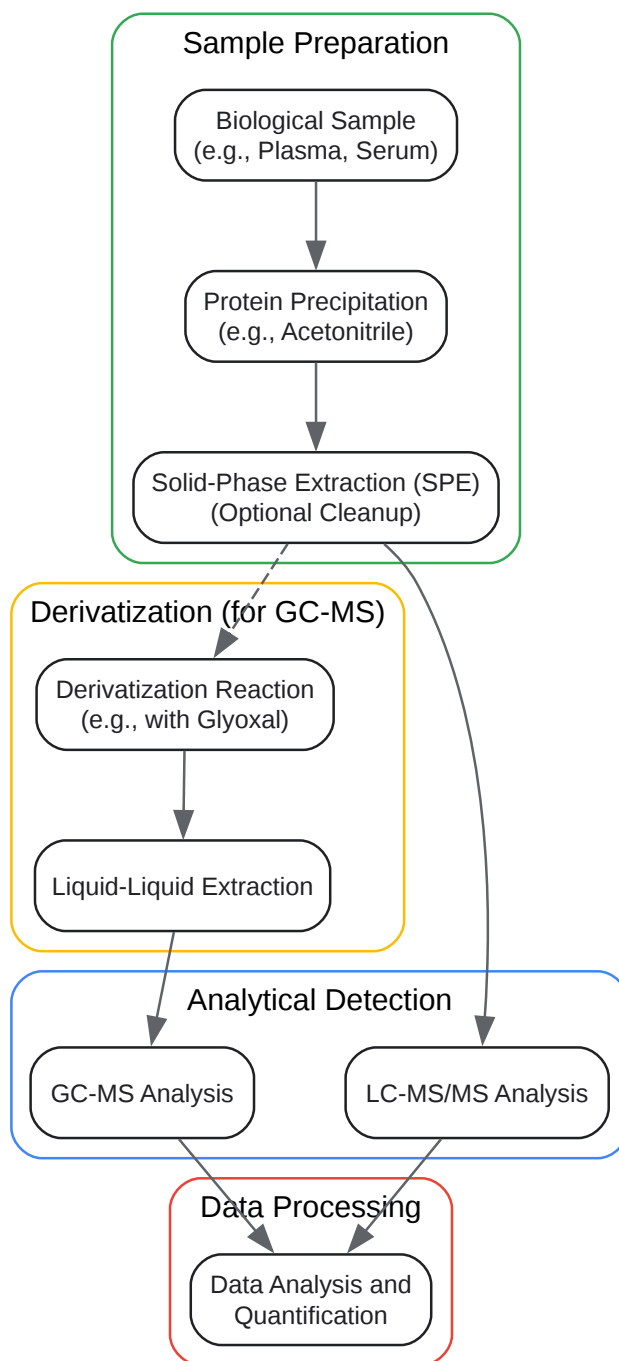 Sample Preparation
Biological Sample
(e.g., Plasma, Serum)
Protein Precipitation
(e.g., Acetonitrile)
Solid-Phase Extraction (SPE)
(Optional Cleanup)
Derivatization (for GC-MS)
Derivatization Reaction
(e.g., with Glyoxal)
Liquid-Liquid Extraction
Analytical Detection
GC-MS Analysis
LC-MS/MS Analysis
Data Processing
Data Analysis and
Quantification